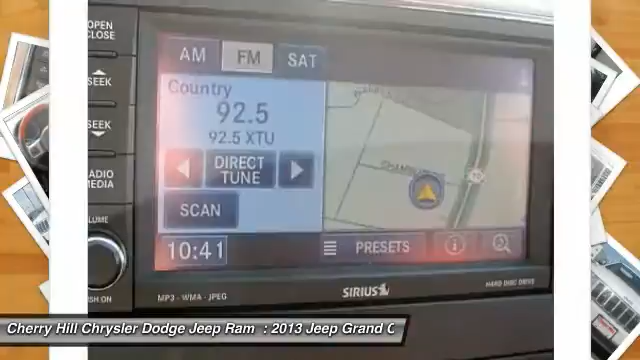 OPEN
CLOSE
SEEK
SEEK
RADIO
MEDIA
VOLUME
AM FM SAT
Country
92.5
92.5 XTU
DIRECT
TUNE
SCAN
10:41
PRESETS
MP3 - WMA - JPEG
SIRIUS
HARD DISC DRIVE
Cherry Hill Chrysler Dodge Jeep Ram : 2013 Jeep Grand C